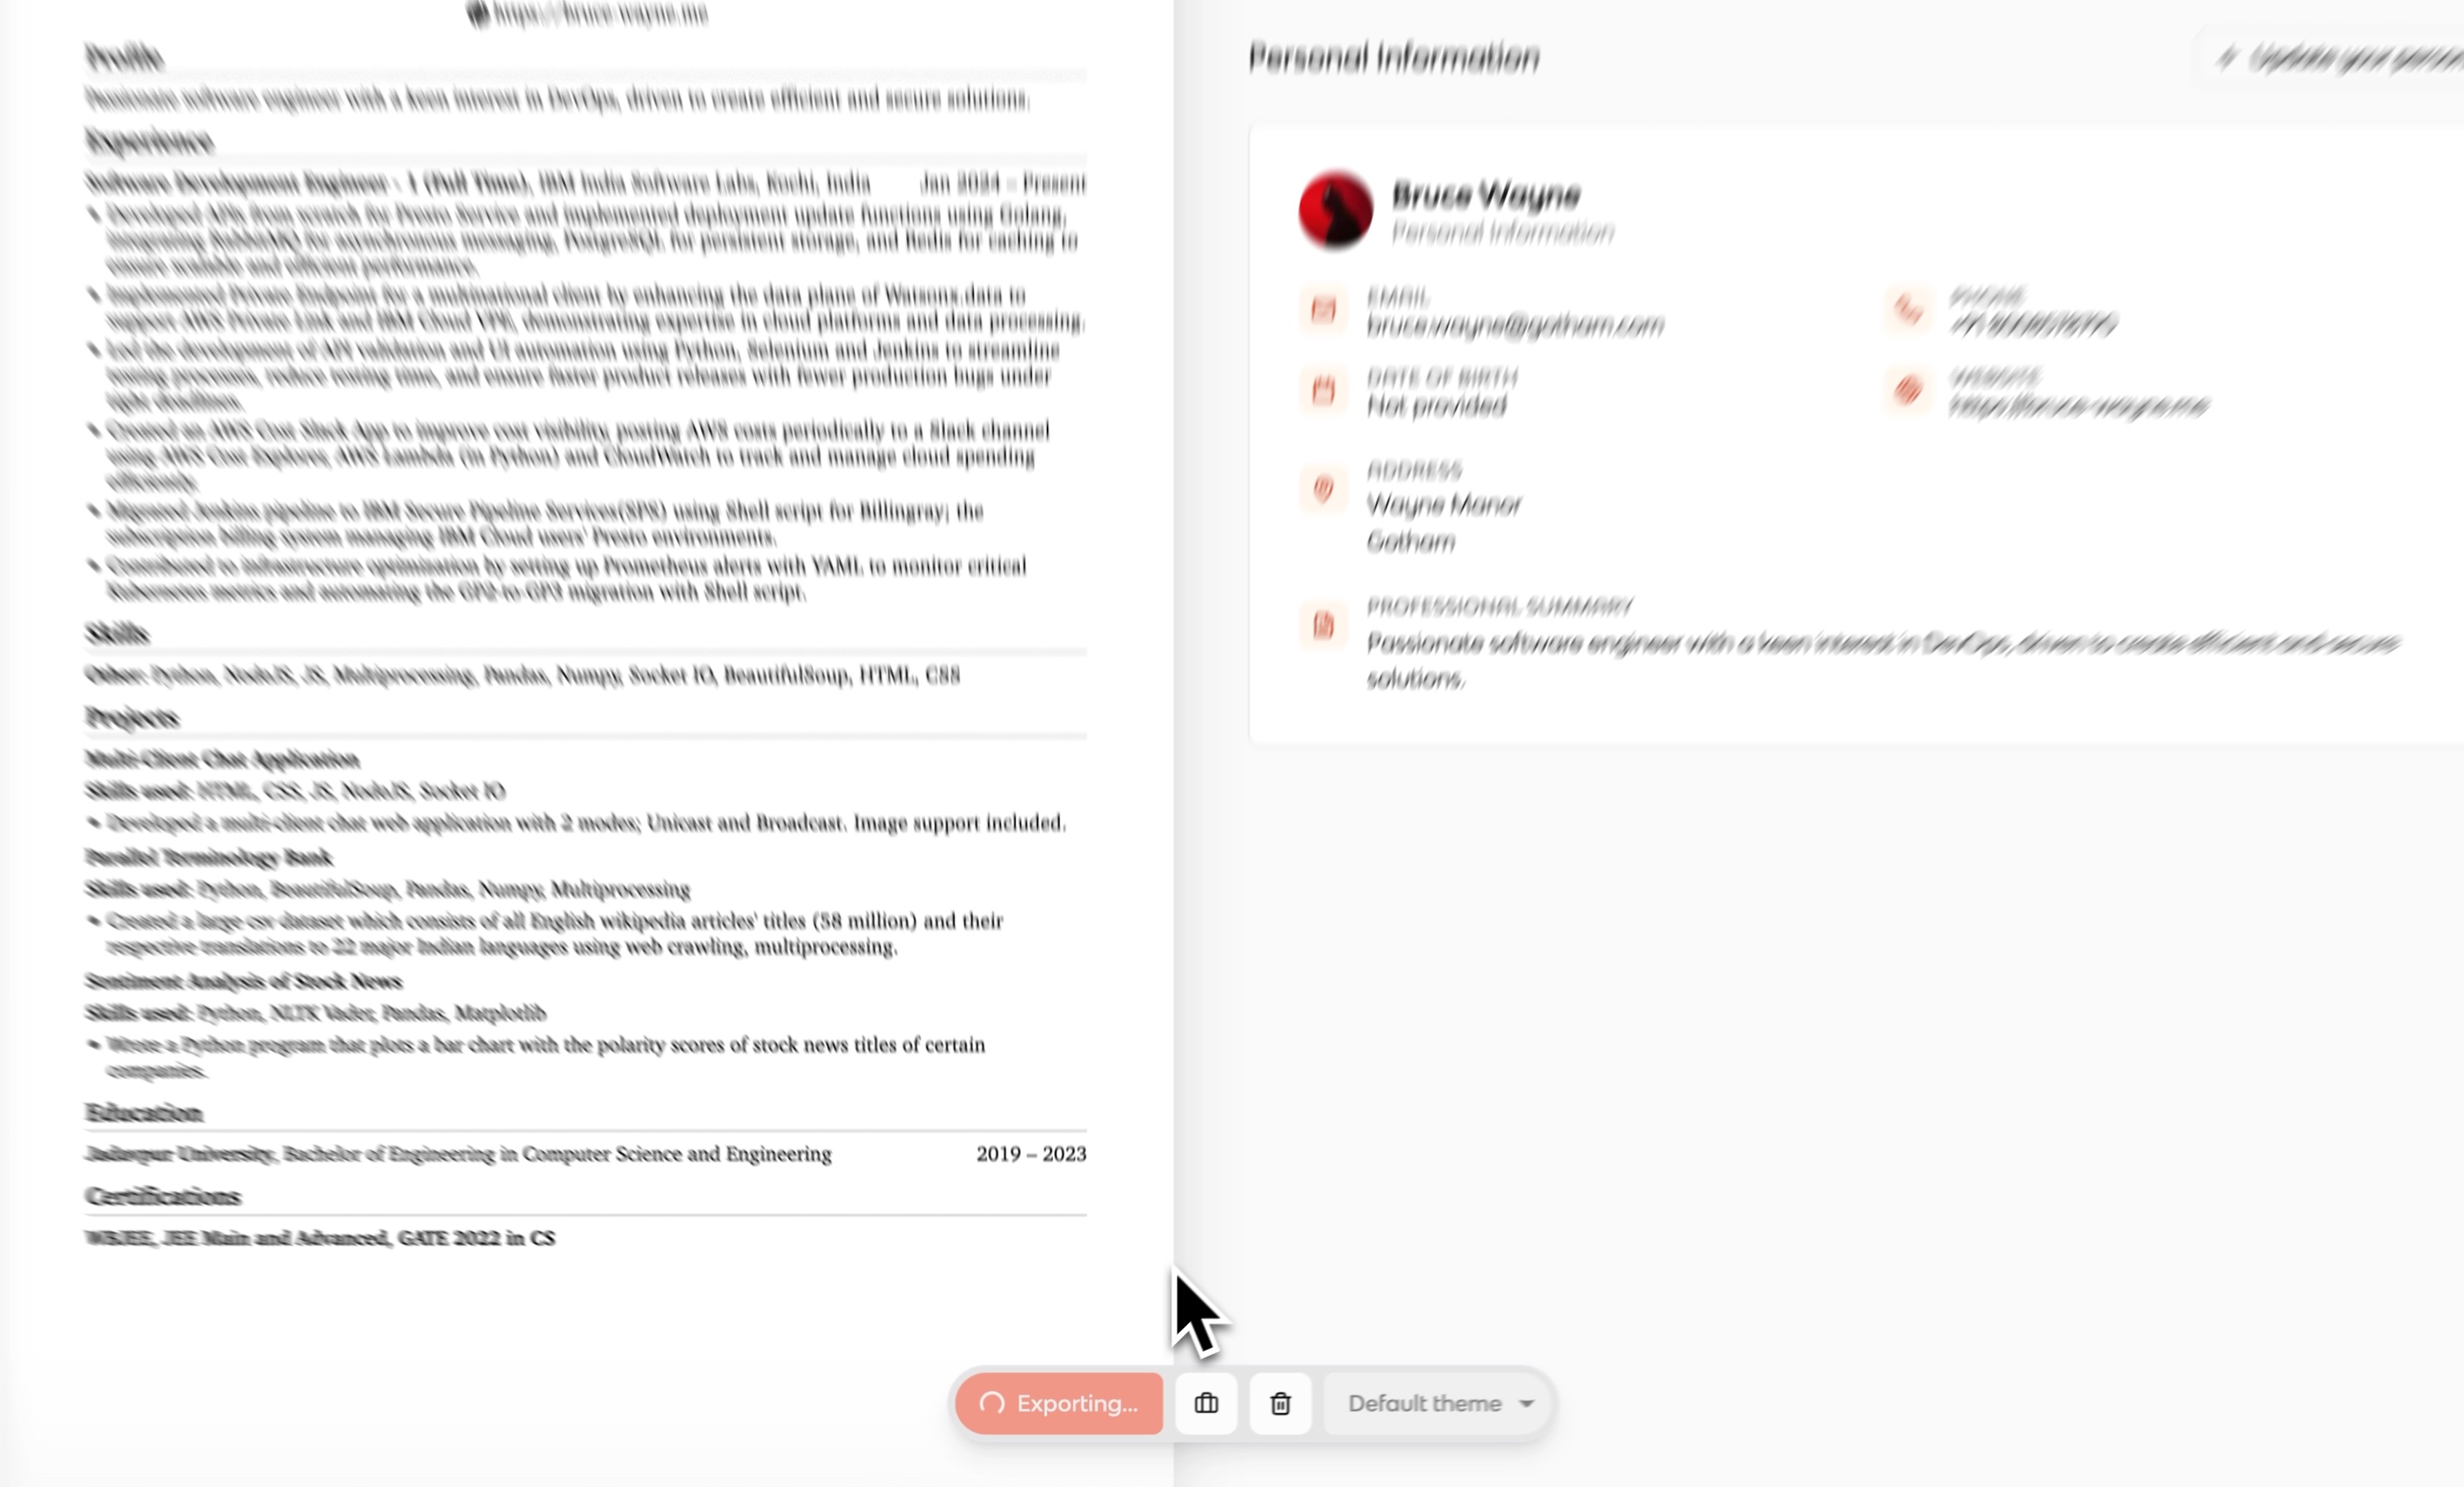 https://bruce-wayne.me
Profile
Passionate software engineer with a keen interest in DevOps, driven to create efficient and secure solutions.
Experience
Software Development Engineer - 1 (Full Time), IBM India Software Labs, Kochi, India Jan 2024 – Present
• Developed APIs from scratch for Presto Service and implemented deployment update functions using Golang,
integrating RabbitMQ for asynchronous messaging, PostgreSQL for persistent storage, and Redis for caching to
ensure scalable and efficient performance.
• Implemented Private Endpoint for a multinational client by enhancing the data plane of Watsonx.data to
support AWS Private Link and IBM Cloud VPE, demonstrating expertise in cloud platforms and data processing.
• Led the development of API validation and UI automation using Python, Selenium and Jenkins to streamline
testing processes, reduce testing time, and ensure faster product releases with fewer production bugs under
tight deadlines.
• Created an AWS Cost Slack App to improve cost visibility, posting AWS costs periodically to a Slack channel
using AWS Cost Explorer, AWS Lambda (in Python) and CloudWatch to track and manage cloud spending
efficiently.
• Migrated Jenkins pipeline to IBM Secure Pipeline Services(SPS) using Shell script for Billingray; the
subscription billing system managing IBM Cloud users' Presto environments.
• Contributed to infrastructure optimization by setting up Prometheus alerts with YAML to monitor critical
Kubernetes metrics and automating the GP2-to-GP3 migration with Shell script.
Skills
Other: Python, NodeJS, JS, Multiprocessing, Pandas, Numpy, Socket IO, BeautifulSoup, HTML, CSS
Projects
Multi-Client Chat Application
Skills used: HTML, CSS, JS, NodeJS, Socket IO
• Developed a multi-client chat web application with 2 modes; Unicast and Broadcast. Image support included.
Parallel Terminology Bank
Skills used: Python, BeautifulSoup, Pandas, Numpy, Multiprocessing
• Created a large csv dataset which consists of all English wikipedia articles' titles (58 million) and their
respective translations to 22 major Indian languages using web crawling, multiprocessing.
Sentiment Analysis of Stock News
Skills used: Python, NLTK Vader, Pandas, Matplotlib
• Wrote a Python program that plots a bar chart with the polarity scores of stock news titles of certain
companies.
Education
Jadavpur University, Bachelor of Engineering in Computer Science and Engineering 2019 – 2023
Certifications
WBJEE, JEE Main and Advanced, GATE 2022 in CS
Personal Information
Update your
Bruce Wayne
Personal Information
EMAIL
bruce.wayne@gotham.com
PHONE
DATE OF BIRTH
Not provided
WEBSITE
ADDRESS
Wayne Manor
Gotham
PROFESSIONAL SUMMARY
Passionate software engineer with a keen interest in DevOps, driven to create efficient and secure
solutions.
Exporting...
Default theme